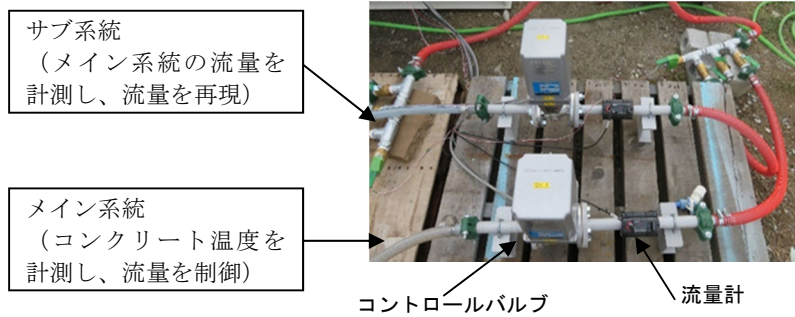 サブ系統
（メイン系統の流量を
計測し、流量を再現）
メイン系統
（コンクリート温度を
計測し、流量を制御）
コントロールバルブ
流量計